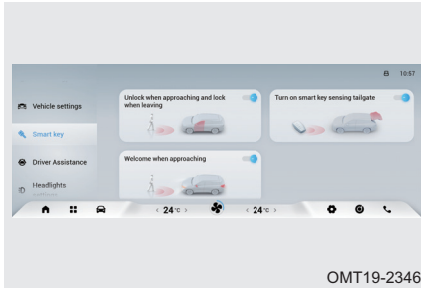 10:57
Vehicle settings
Unlock when approaching and lock
when leaving
Turn on smart key sensing tailgate
Smart key
Driver Assistance
Welcome when approaching
Headlights
24°C
24°C
OMT19-2346